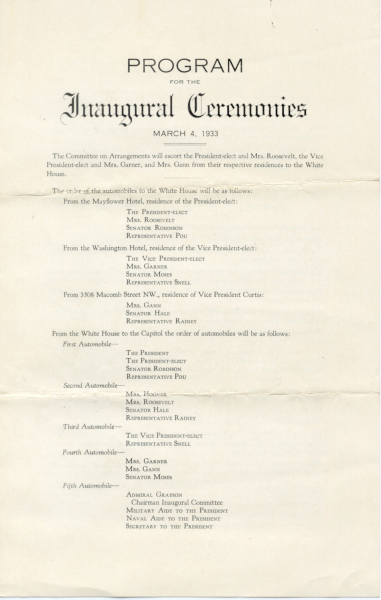 PROGRAM
FOR THE
Inaugural Ceremonies
MARCH 4, 1933
The Committee on Arrangements will escort the President-elect and Mrs. Roosevelt, the Vice
President-elect and Mrs. Garner, and Mrs. Gann from their respective residences to the White
House.
The order of the automobiles to the White House will be as follows:
From the Mayflower Hotel, residence of the President-elect:
THE PRESIDENT-ELECT
MRS. ROOSEVELT
SENATOR ROBINSON
REPRESENTATIVE POU
From the Washington Hotel, residence of the Vice President-elect:
THE VICE PRESIDENT-ELECT
MRS. GARNER
SENATOR MOSES
REPRESENTATIVE SNELL
From 3508 Macomb Street NW., residence of Vice President Curtis:
MRS. GANN
SENATOR HALE
REPRESENTATIVE RAINEY
From the White House to the Capitol the order of automobiles will be as follows:
First Automobile—
THE PRESIDENT
THE PRESIDENT-ELECT
SENATOR ROBINSON
REPRESENTATIVE POU
Second Automobile—
MRS. HOOVER
MRS. ROOSEVELT
SENATOR HALE
REPRESENTATIVE RAINEY
Third Automobile—
THE VICE PRESIDENT-ELECT
REPRESENTATIVE SNELL
Fourth Automobile—
MRS. GARNER
MRS. GANN
SENATOR MOSES
Fifth Automobile—
ADMIRAL GRAYSON
Chairman Inaugural Committee
MILITARY AIDE TO THE PRESIDENT
NAVAL AIDE TO THE PRESIDENT
SECRETARY TO THE PRESIDENT